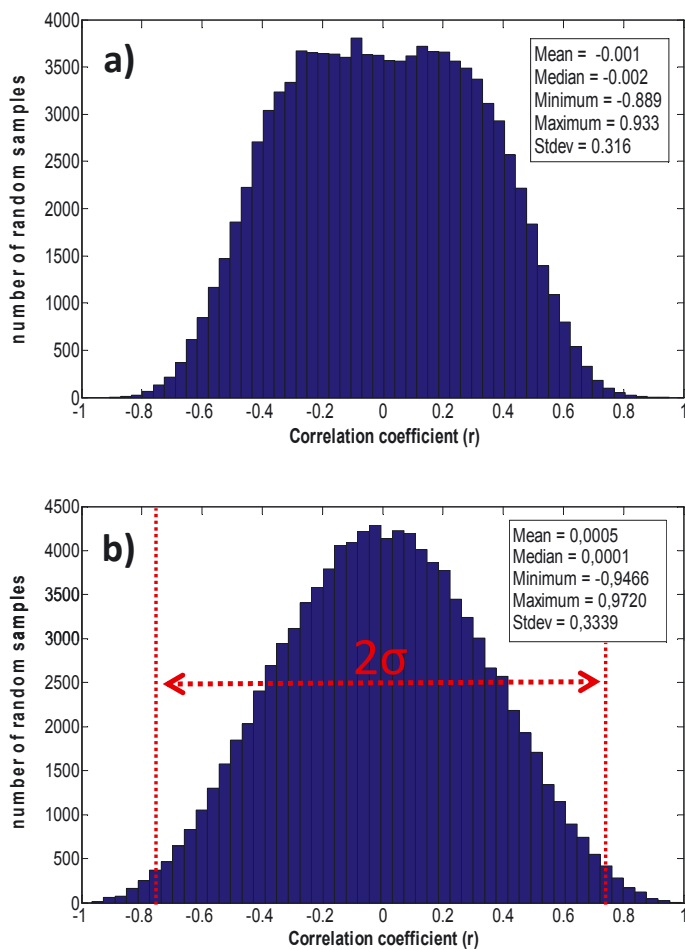 4000
3500
3000
2500
2000
1500
1000
500
0
number of random samples
a)
Mean = -0.001
Median = -0.002
Minimum = -0.889
Maximum = 0.933
Stdev = 0.316
-1 -0.8 -0.6 -0.4 -0.2 0 0.2 0.4 0.6 0.8 1
Correlation coefficient (r)
4500
4000
3500
3000
2500
2000
1500
1000
500
0
number of random samples
b)
Mean = 0,0005
Median = 0,0001
Minimum = -0,9466
Maximum = 0,9720
Stdev = 0,3339
2σ
-1 -0.8 -0.6 -0.4 -0.2 0 0.2 0.4 0.6 0.8 1
Correlation coefficient (r)